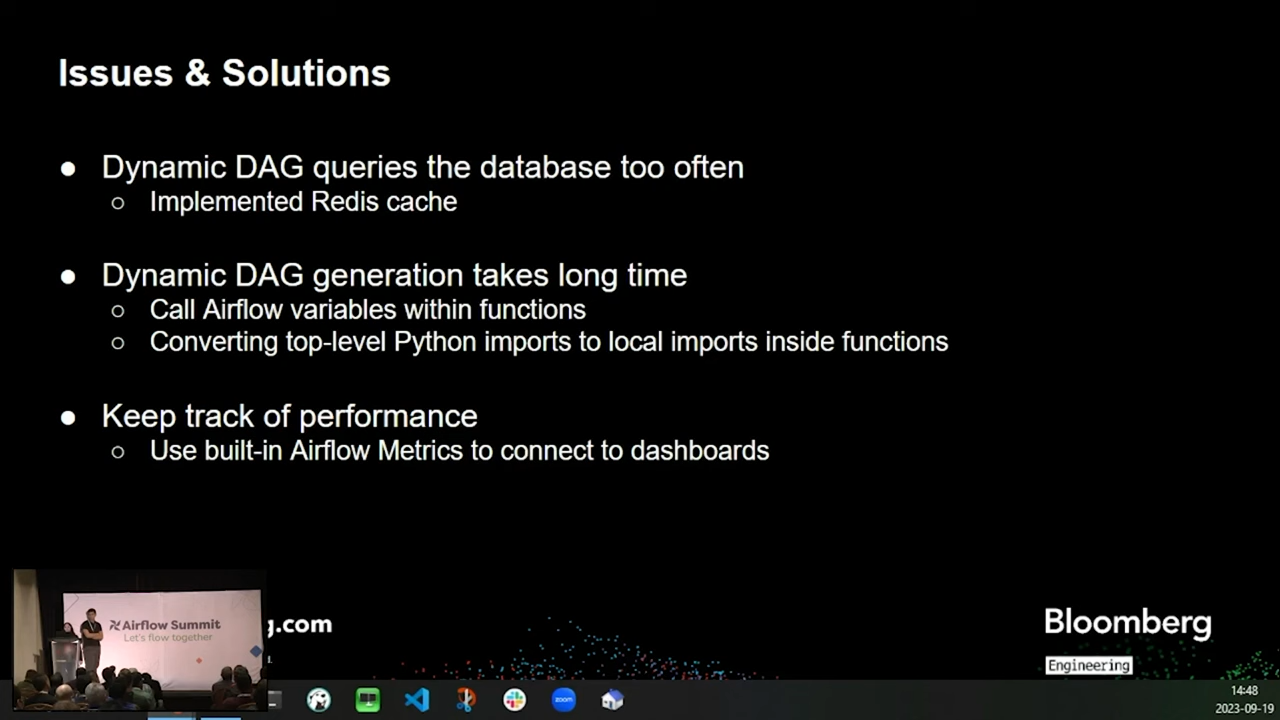 Issues & Solutions
● Dynamic DAG queries the database too often
○ Implemented Redis cache
● Dynamic DAG generation takes long time
○ Call Airflow variables within functions
○ Converting top-level Python imports to local imports inside functions
● Keep track of performance
○ Use built-in Airflow Metrics to connect to dashboards
Airflow Summit
Let's flow together
g.com
Bloomberg
Engineering
zoom
14:48
2023-09-19